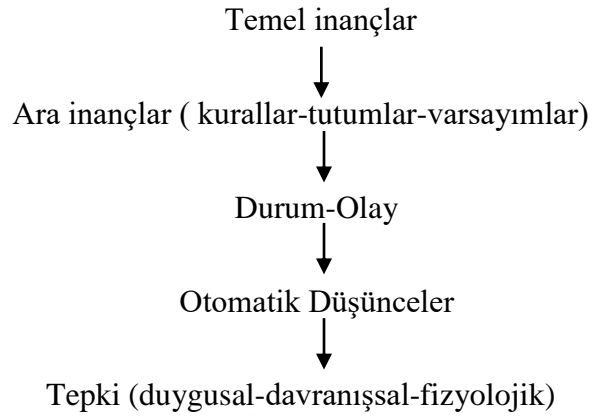 Temel inançlar
Ara inançlar ( kurallar-tutumlar-varsayımlar)
Durum-Olay
Otomatik Düşünceler
Tepki (duygusal-davranışsal-fizyolojik)